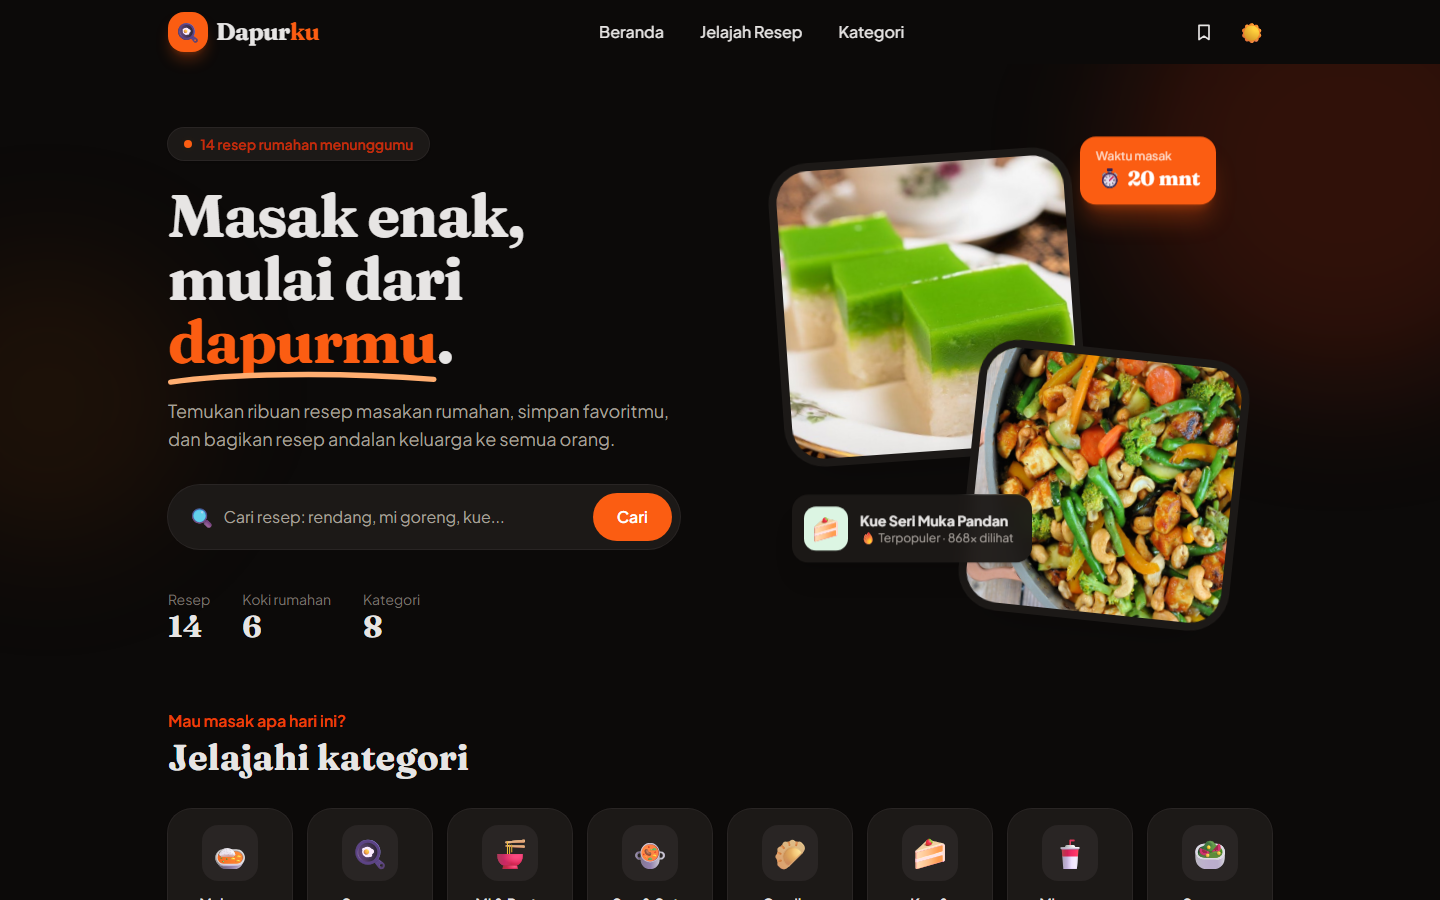 Dapurku
Beranda
Jelajah Resep
Kategori
14 resep rumahan menunggumu
Masak enak,
mulai dari
dapurmu.
Temukan ribuan resep masakan rumahan, simpan favoritmu,
dan bagikan resep andalan keluarga ke semua orang.
Cari resep: rendang, mi goreng, kue...
Cari
Resep
14
Koki rumahan
6
Kategori
8
Waktu masak
20 mnt
Kue Seri Muka Pandan
Terpopuler · 868× dilihat
Mau masak apa hari ini?
Jelajahi kategori